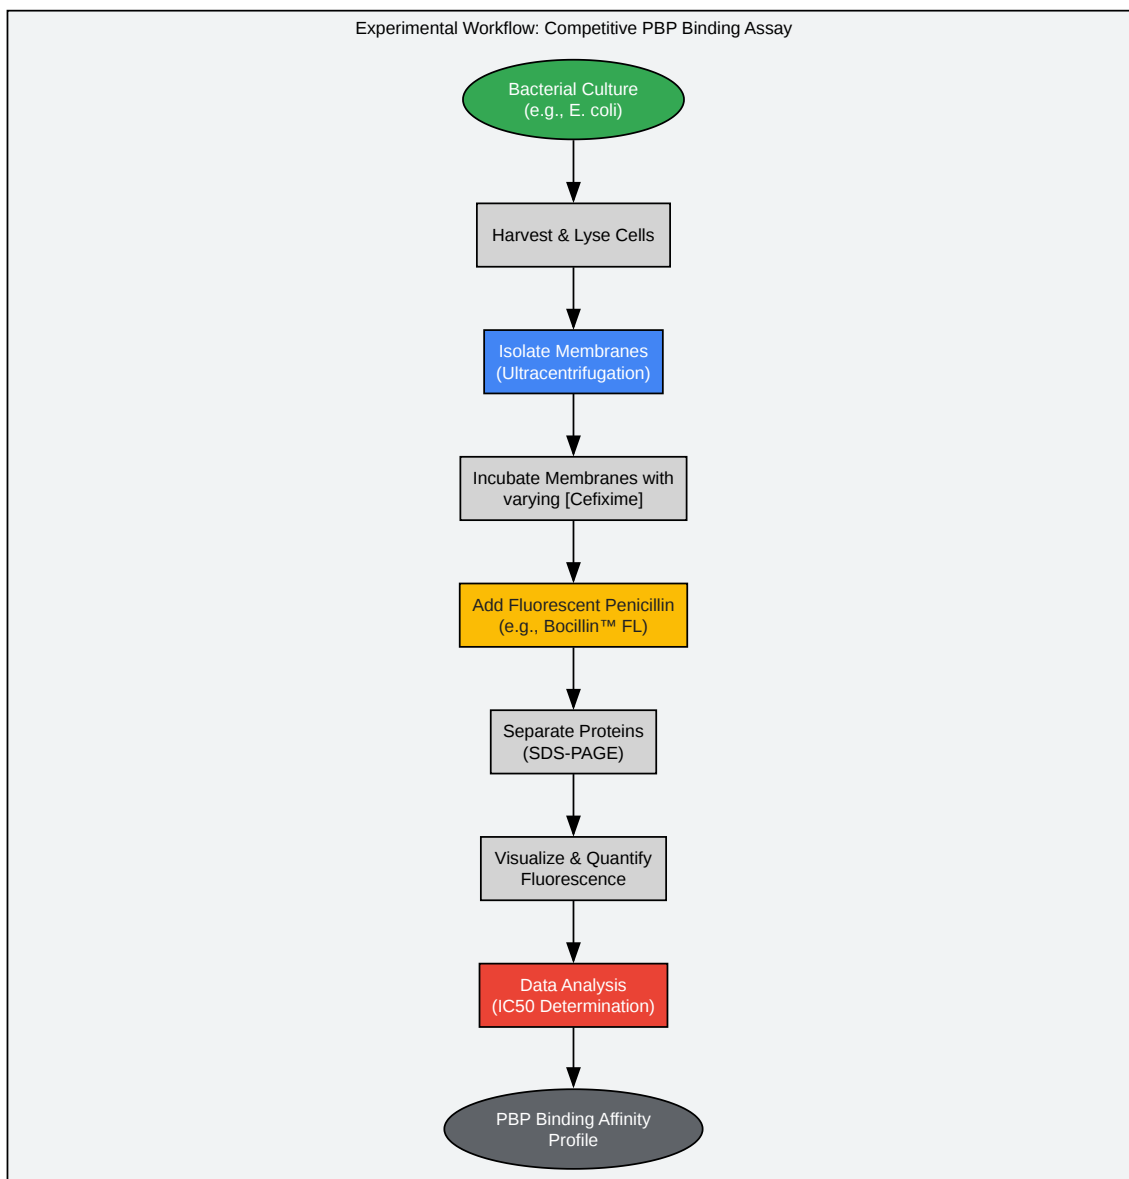 Experimental Workflow: Competitive PBP Binding Assay
Bacterial Culture
(e.g., E. coli)
Harvest & Lyse Cells
Isolate Membranes
(Ultracentrifugation)
Incubate Membranes with
varying [Cefixime]
Add Fluorescent Penicillin
(e.g., Bocillin™ FL)
Separate Proteins
(SDS-PAGE)
Visualize & Quantify
Fluorescence
Data Analysis
(IC50 Determination)
PBP Binding Affinity
Profile